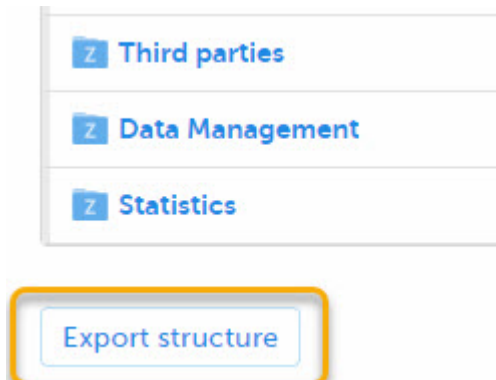 Z Third parties
Z Data Management
Z Statistics
Export structure